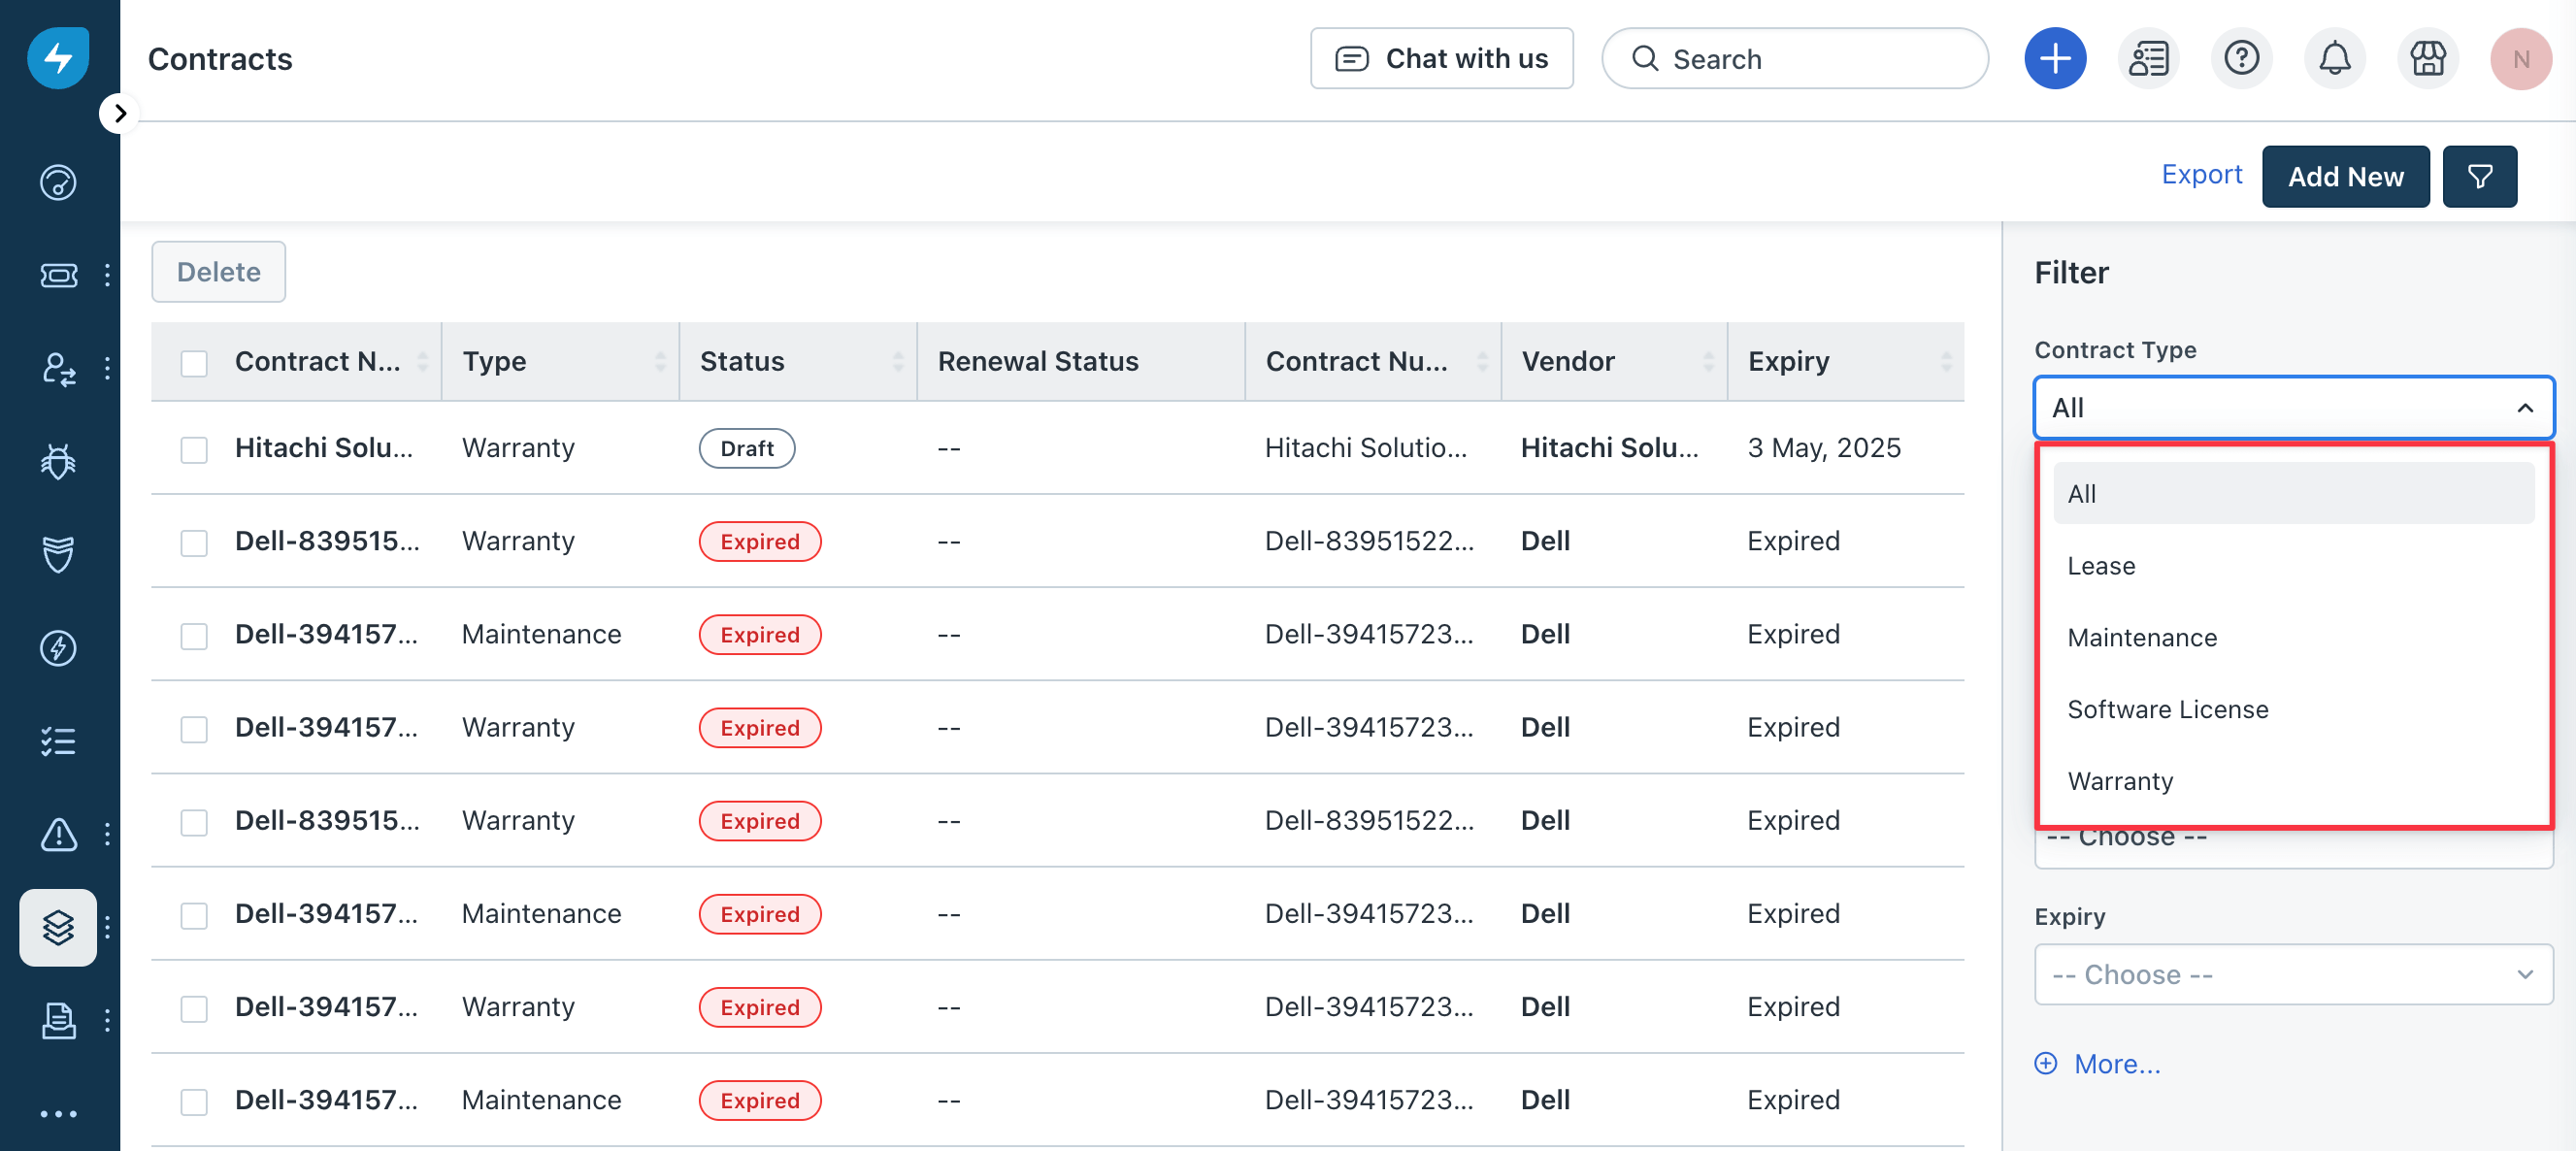 Contracts
Chat with us
Search
N
Export
Add New
Delete
Filter
Contract N... Type Status Renewal Status Contract Nu... Vendor Expiry
Hitachi Solu... Warranty Draft -- Hitachi Solutio... Hitachi Solu... 3 May, 2025
Dell-839515... Warranty Expired -- Dell-83951522... Dell Expired
Dell-394157... Maintenance Expired -- Dell-39415723... Dell Expired
Dell-394157... Warranty Expired -- Dell-39415723... Dell Expired
Dell-839515... Warranty Expired -- Dell-83951522... Dell Expired
Dell-394157... Maintenance Expired -- Dell-39415723... Dell Expired
Dell-394157... Warranty Expired -- Dell-39415723... Dell Expired
Dell-394157... Maintenance Expired -- Dell-39415723... Dell Expired
Contract Type
All
All
Lease
Maintenance
Software License
Warranty
-- Choose --
Expiry
-- Choose --
More...